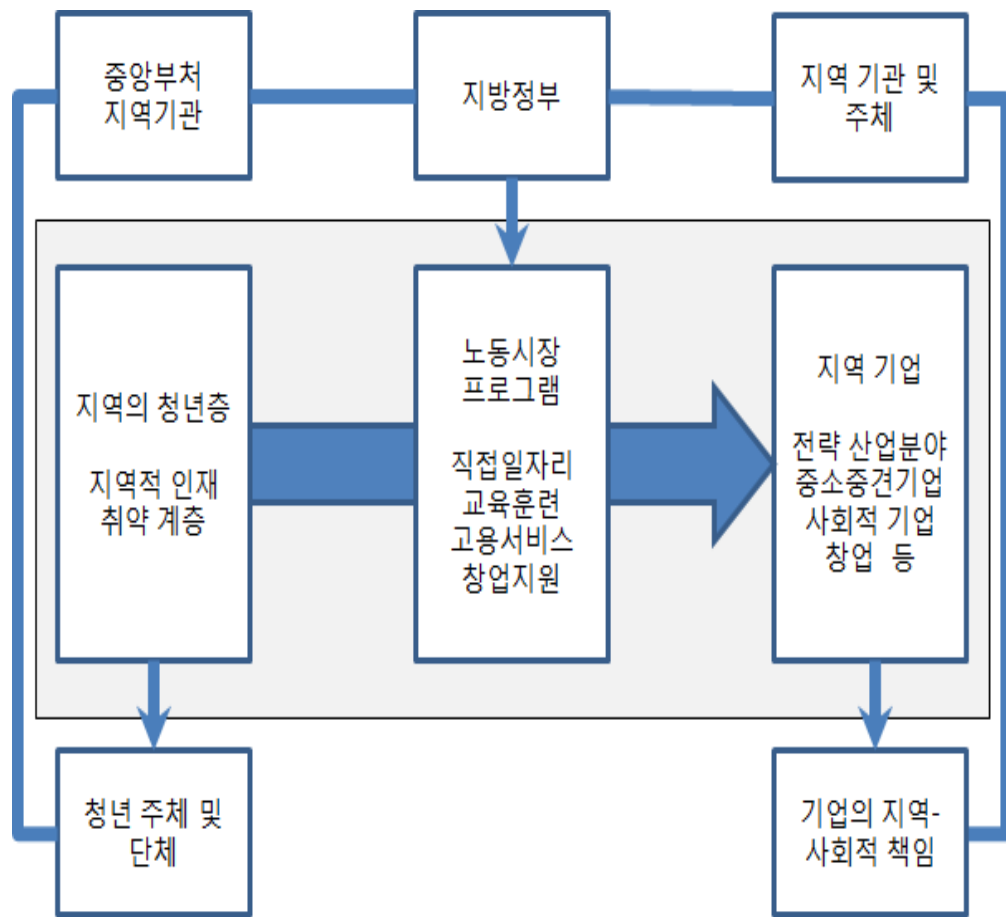 중앙부처
지역기관
지방정부
지역 기관 및
주체
지역의 청년층
지역적 인재
취약 계층
노동시장
프로그램
직접일자리
교육훈련
고용서비스
창업지원
지역 기업
전략 산업분야
중소중견기업
사회적 기업
창업 등
청년 주체 및
단체
기업의 지역-
사회적 책임